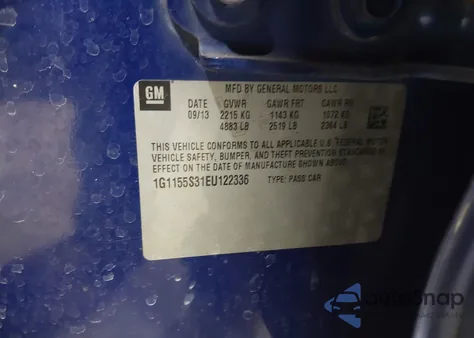 GM
MFD BY GENERAL MOTORS LLC
DATE GVWR GAWR FRT GAWR RR
09/13 2215 KG 1143 KG 1072 KG
4883 LB 2519 LB 2364 LB
THIS VEHICLE CONFORMS TO ALL APPLICABLE U.S. FEDERAL MOTOR
VEHICLE SAFETY, BUMPER, AND THEFT PREVENTION STANDARDS IN
EFFECT ON THE DATE OF MANUFACTURE SHOWN ABOVE.
1G1155S31EU122336 TYPE: PASS CAR
AutoSnap